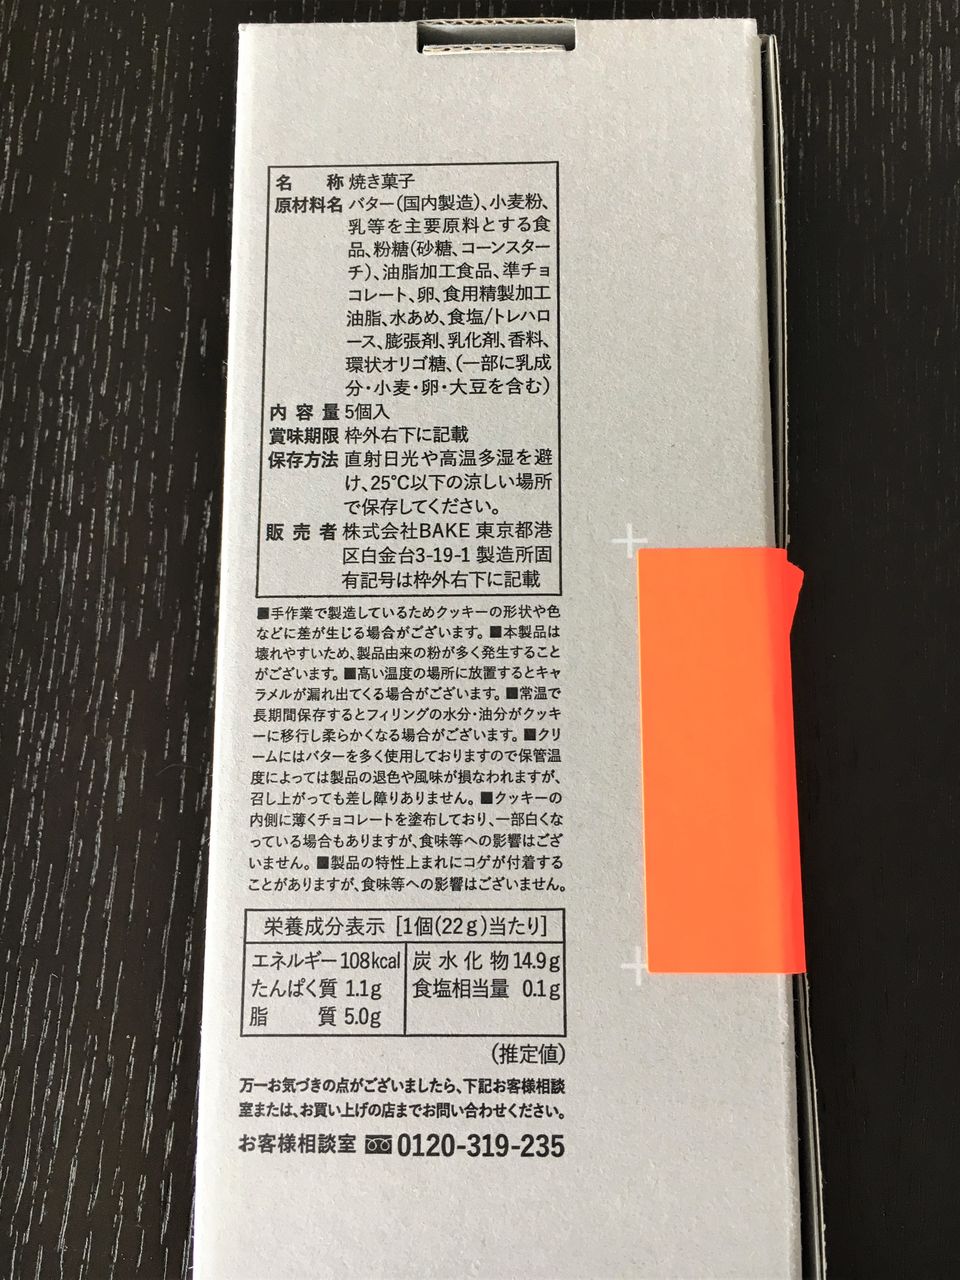 名 称 焼き菓子
原材料名 バター(国内製造)、小麦粉、
乳等を主要原料とする食
品、粉糖(砂糖、コーンスター
チ)、油脂加工食品、準チョ
コレート、卵、食用精製加工
油脂、水あめ、食塩/トレハロ
ース、膨張剤、乳化剤、香料、
環状オリゴ糖、(一部に乳成
分・小麦・卵・大豆を含む)
内容量 5個入
賞味期限 枠外右下に記載
保存方法 直射日光や高温多湿を避
け、25℃以下の涼しい場所
で保存してください。
販売者 株式会社BAKE 東京都港
区白金台3-19-1 製造所固
有記号は枠外右下に記載
■手作業で製造しているためクッキーの形状や色
などに差が生じる場合がございます。■本製品は
壊れやすいため、製品由来の粉が多く発生すること
がございます。■高い温度の場所に放置するとキャ
ラメルが漏れ出てくる場合がございます。■常温で
長期間保存するとフィリングの水分・油分がクッキ
ーに移行し柔らかくなる場合がございます。■クリ
ームにはバターを多く使用しておりますので保管温
度によっては製品の退色や風味が損なわれますが、
召し上がっても差し障りありません。■クッキーの
内側に薄くチョコレートを塗布しており、一部白くな
っている場合もありますが、食味等への影響はござ
いません。■製品の特性上まれにコゲが付着する
ことがありますが、食味等への影響はございません。
栄養成分表示 [1個(22g)当たり]
エネルギー 108kcal 炭水化物 14.9g
たんぱく質 1.1g 食塩相当量 0.1g
脂 質 5.0g
(推定値)
万一お気づきの点がございましたら、下記お客様相談
室または、お買い上げの店までお問い合わせください。
お客様相談室 0120-319-235